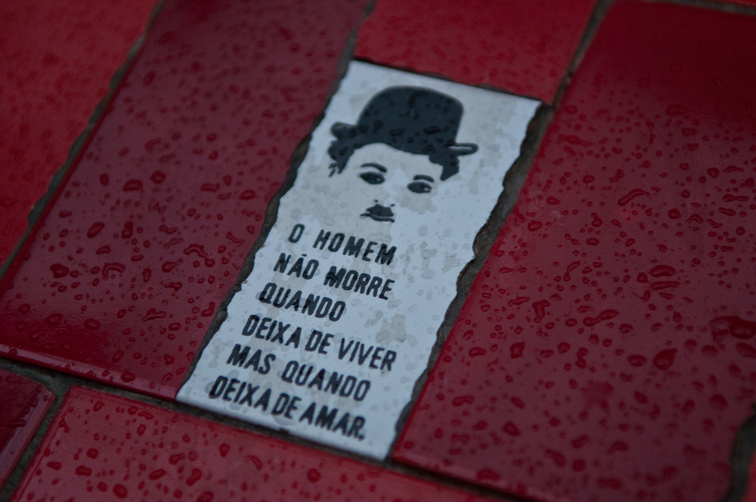 O HOMEM
NÃO MORRE
QUANDO
DEIXA DE VIVER
MAS QUANDO
DEIXA DE AMAR.